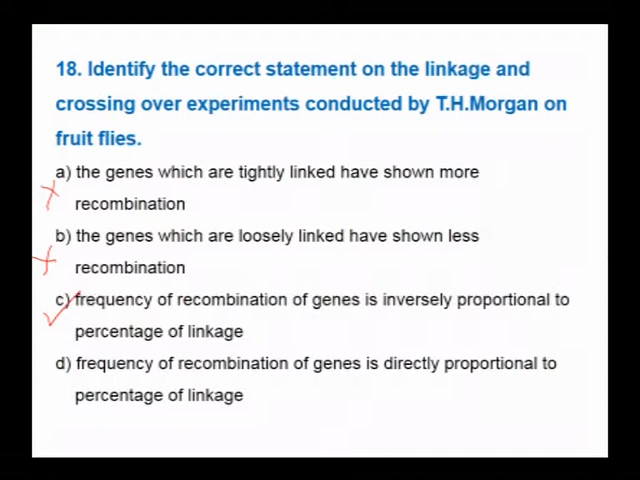 18. Identify the correct statement on the linkage and
crossing over experiments conducted by T.H.Morgan on
fruit flies.
a) the genes which are tightly linked have shown more
recombination
b) the genes which are loosely linked have shown less
recombination
c) frequency of recombination of genes is inversely proportional to
percentage of linkage
d) frequency of recombination of genes is directly proportional to
percentage of linkage